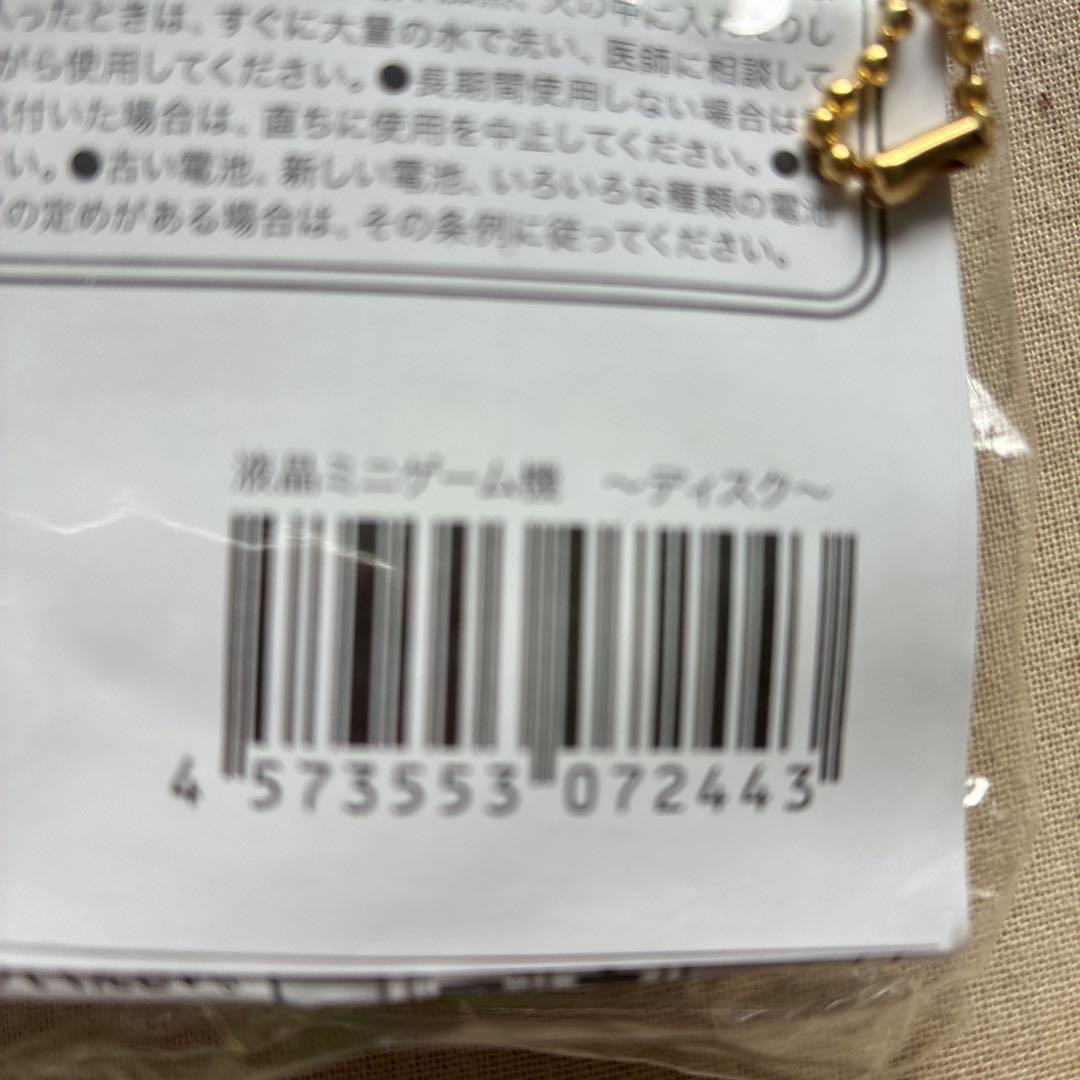 ったときは、すぐに大量の水で洗い、医師に相談して
がら使用してください。●長期間使用しない場合は
付いた場合は、直ちに使用を中止してください。●
い。●古い電池、新しい電池、いろいろな種類の電池
の定めがある場合は、その条例に従ってください。
液晶ミニゲーム機 ～ディスク～
4 573553 072443